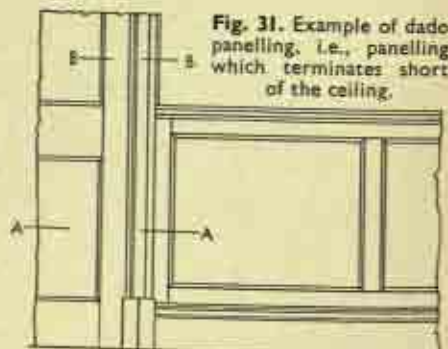 Fig. 31. Example of dado
panelling, i.e., panelling
which terminates short
of the ceiling.
B
B
A
A